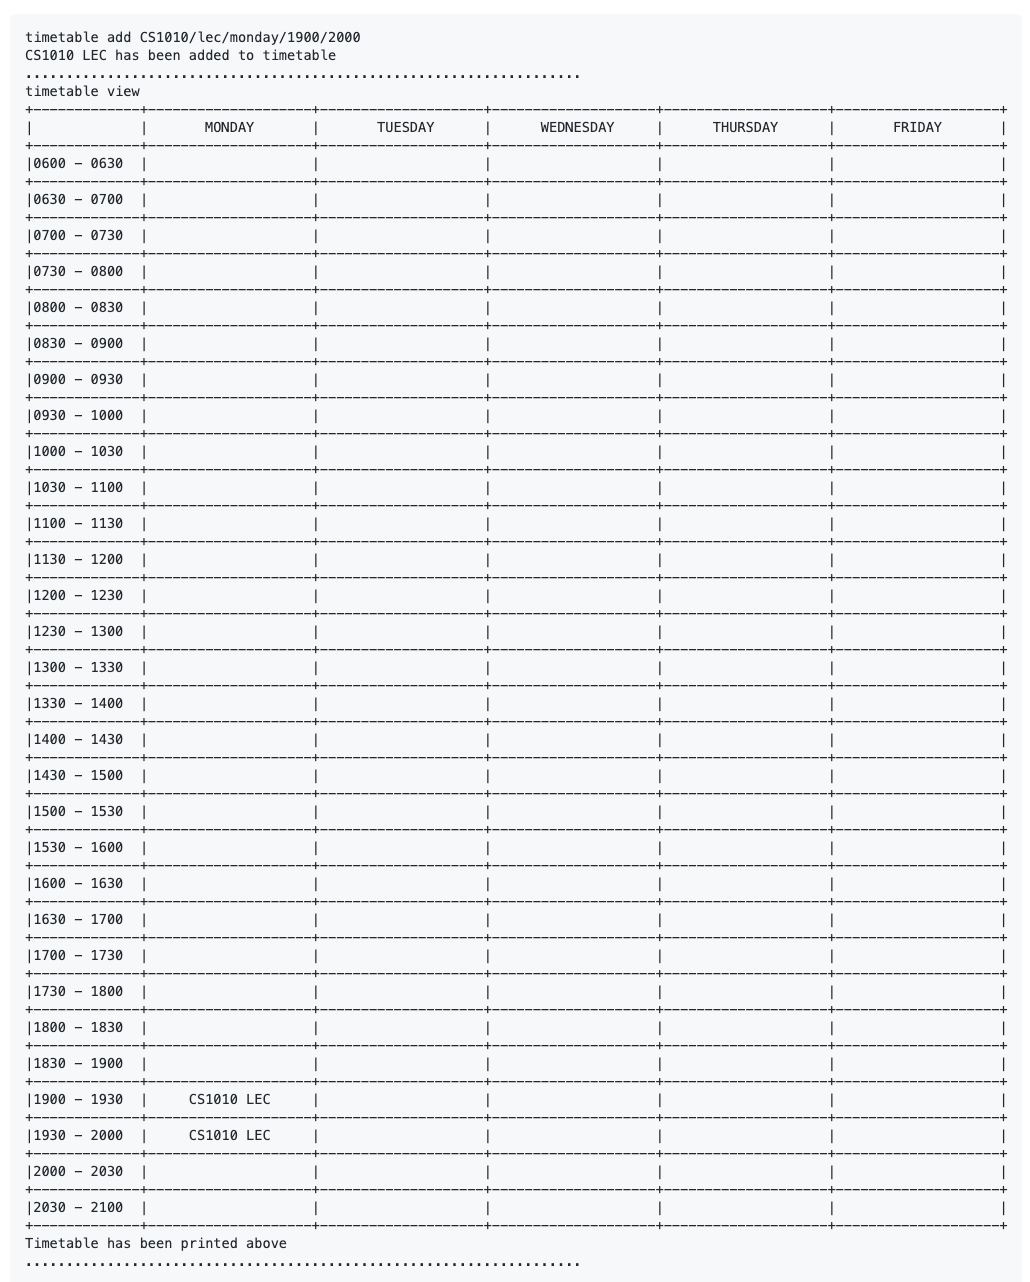 timetable add CS1010/lec/monday/1900/2000
CS1010 LEC has been added to timetable
....................................................................
timetable view
+--------------+--------------------+--------------------+--------------------+--------------------+--------------------+
|              |       MONDAY       |       TUESDAY      |      WEDNESDAY     |      THURSDAY      |       FRIDAY       |
+--------------+--------------------+--------------------+--------------------+--------------------+--------------------+
|0600 - 0630  |                    |                    |                    |                    |                    |
+--------------+--------------------+--------------------+--------------------+--------------------+--------------------+
|0630 - 0700  |                    |                    |                    |                    |                    |
+--------------+--------------------+--------------------+--------------------+--------------------+--------------------+
|0700 - 0730  |                    |                    |                    |                    |                    |
+--------------+--------------------+--------------------+--------------------+--------------------+--------------------+
|0730 - 0800  |                    |                    |                    |                    |                    |
+--------------+--------------------+--------------------+--------------------+--------------------+--------------------+
|0800 - 0830  |                    |                    |                    |                    |                    |
+--------------+--------------------+--------------------+--------------------+--------------------+--------------------+
|0830 - 0900  |                    |                    |                    |                    |                    |
+--------------+--------------------+--------------------+--------------------+--------------------+--------------------+
|0900 - 0930  |                    |                    |                    |                    |                    |
+--------------+--------------------+--------------------+--------------------+--------------------+--------------------+
|0930 - 1000  |                    |                    |                    |                    |                    |
+--------------+--------------------+--------------------+--------------------+--------------------+--------------------+
|1000 - 1030  |                    |                    |                    |                    |                    |
+--------------+--------------------+--------------------+--------------------+--------------------+--------------------+
|1030 - 1100  |                    |                    |                    |                    |                    |
+--------------+--------------------+--------------------+--------------------+--------------------+--------------------+
|1100 - 1130  |                    |                    |                    |                    |                    |
+--------------+--------------------+--------------------+--------------------+--------------------+--------------------+
|1130 - 1200  |                    |                    |                    |                    |                    |
+--------------+--------------------+--------------------+--------------------+--------------------+--------------------+
|1200 - 1230  |                    |                    |                    |                    |                    |
+--------------+--------------------+--------------------+--------------------+--------------------+--------------------+
|1230 - 1300  |                    |                    |                    |                    |                    |
+--------------+--------------------+--------------------+--------------------+--------------------+--------------------+
|1300 - 1330  |                    |                    |                    |                    |                    |
+--------------+--------------------+--------------------+--------------------+--------------------+--------------------+
|1330 - 1400  |                    |                    |                    |                    |                    |
+--------------+--------------------+--------------------+--------------------+--------------------+--------------------+
|1400 - 1430  |                    |                    |                    |                    |                    |
+--------------+--------------------+--------------------+--------------------+--------------------+--------------------+
|1430 - 1500  |                    |                    |                    |                    |                    |
+--------------+--------------------+--------------------+--------------------+--------------------+--------------------+
|1500 - 1530  |                    |                    |                    |                    |                    |
+--------------+--------------------+--------------------+--------------------+--------------------+--------------------+
|1530 - 1600  |                    |                    |                    |                    |                    |
+--------------+--------------------+--------------------+--------------------+--------------------+--------------------+
|1600 - 1630  |                    |                    |                    |                    |                    |
+--------------+--------------------+--------------------+--------------------+--------------------+--------------------+
|1630 - 1700  |                    |                    |                    |                    |                    |
+--------------+--------------------+--------------------+--------------------+--------------------+--------------------+
|1700 - 1730  |                    |                    |                    |                    |                    |
+--------------+--------------------+--------------------+--------------------+--------------------+--------------------+
|1730 - 1800  |                    |                    |                    |                    |                    |
+--------------+--------------------+--------------------+--------------------+--------------------+--------------------+
|1800 - 1830  |                    |                    |                    |                    |                    |
+--------------+--------------------+--------------------+--------------------+--------------------+--------------------+
|1830 - 1900  |                    |                    |                    |                    |                    |
+--------------+--------------------+--------------------+--------------------+--------------------+--------------------+
|1900 - 1930  |     CS1010 LEC     |                    |                    |                    |                    |
+--------------+--------------------+--------------------+--------------------+--------------------+--------------------+
|1930 - 2000  |     CS1010 LEC     |                    |                    |                    |                    |
+--------------+--------------------+--------------------+--------------------+--------------------+--------------------+
|2000 - 2030  |                    |                    |                    |                    |                    |
+--------------+--------------------+--------------------+--------------------+--------------------+--------------------+
|2030 - 2100  |                    |                    |                    |                    |                    |
+--------------+--------------------+--------------------+--------------------+--------------------+--------------------+
Timetable has been printed above
....................................................................